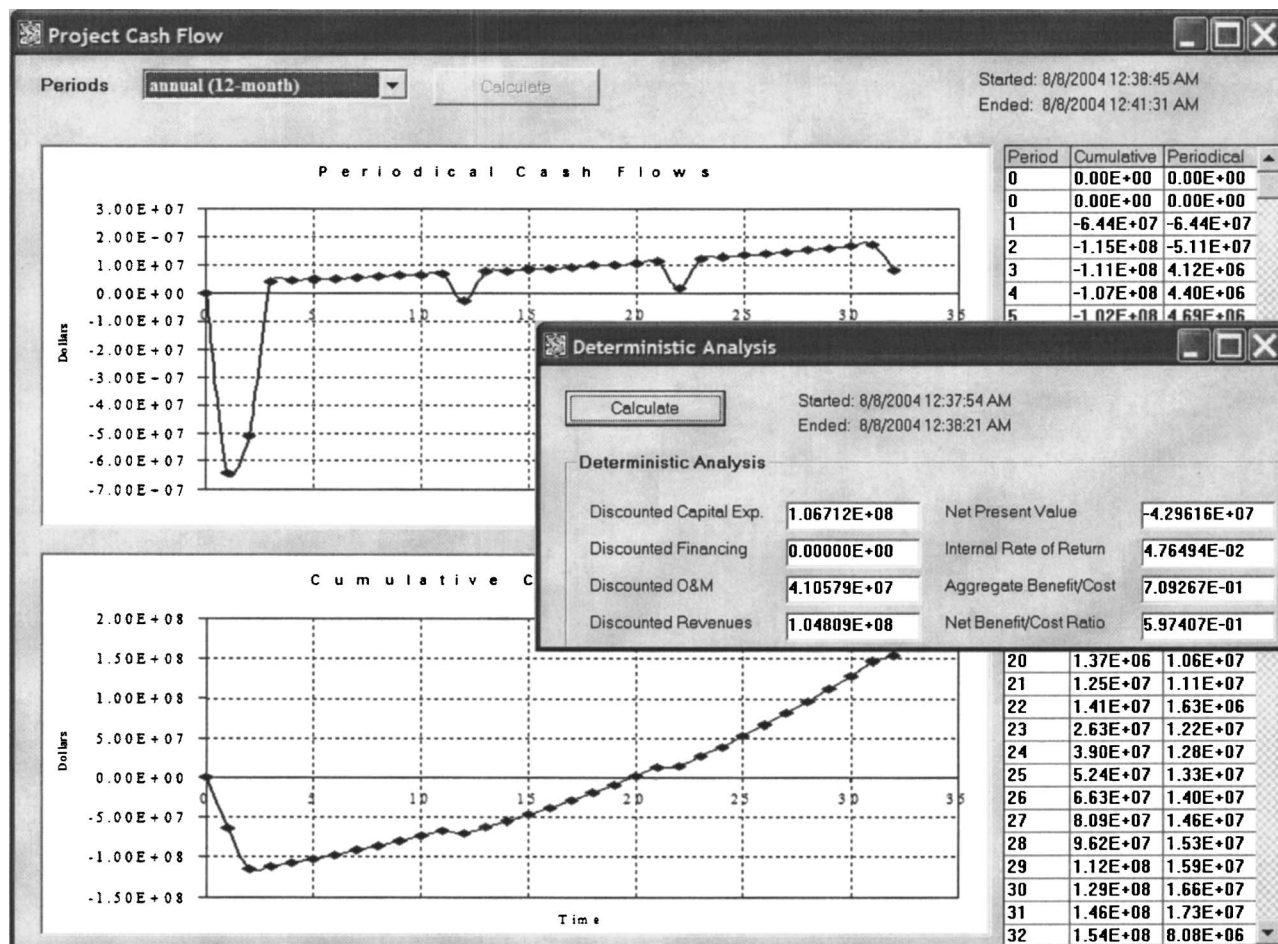 Project Cash Flow
Periods annual (12-month) Calculate
Started: 8/8/2004 12:38:45 AM
Ended: 8/8/2004 12:41:31 AM
Periodical Cash Flows
3.00E+07
2.00E-07
1.00E+07
0.00E+00
-1.00E+07
-2.00E+07
-3.00E-07
-4.00E+07
-5.00E+07
-6.00E+07
-7.00E+07
Dollars
0 5 10 15 20 25 30 35
Period Cumulative Periodical
0 0.00E+00 0.00E+00
0 0.00E+00 0.00E+00
1 -6.44E+07 -6.44E+07
2 -1.15E+08 -5.11E+07
3 -1.11E+08 4.12E+06
4 -1.07E+08 4.40E+06
5 -1.02E+08 4.69E+06
Deterministic Analysis
Calculate
Started: 8/8/2004 12:37:54 AM
Ended: 8/8/2004 12:38:21 AM
Deterministic Analysis
Discounted Capital Exp. 1.06712E+08 Net Present Value -4.29616E+07
Discounted Financing 0.00000E+00 Internal Rate of Return 4.76494E-02
Discounted O&M 4.10579E+07 Aggregate Benefit/Cost 7.09267E-01
Discounted Revenues 1.04809E+08 Net Benefit/Cost Ratio 5.97407E-01
Cumulative C
2.00E+08
1.50E+08
1.00E+08
5.00E+07
0.00E+00
-5.00E+07
-1.00E+08
-1.50E+08
Dollars
0 5 10 15 20 25 30 35
Time
20 1.37E+06 1.06E+07
21 1.25E+07 1.11E+07
22 1.41E+07 1.63E+06
23 2.63E+07 1.22E+07
24 3.90E+07 1.28E+07
25 5.24E+07 1.33E+07
26 6.63E+07 1.40E+07
27 8.09E+07 1.46E+07
28 9.62E+07 1.53E+07
29 1.12E+08 1.59E+07
30 1.29E+08 1.66E+07
31 1.46E+08 1.73E+07
32 1.54E+08 8.08E+06